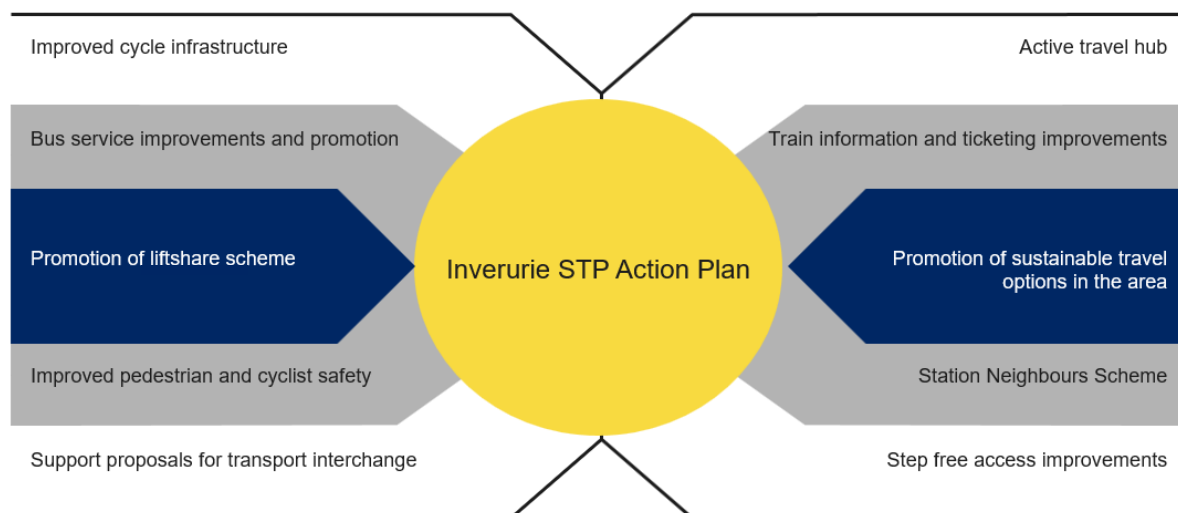 Improved cycle infrastructure
Active travel hub
Bus service improvements and promotion
Train information and ticketing improvements
Promotion of liftshare scheme
Inverurie STP Action Plan
Promotion of sustainable travel
options in the area
Improved pedestrian and cyclist safety
Station Neighbours Scheme
Support proposals for transport interchange
Step free access improvements